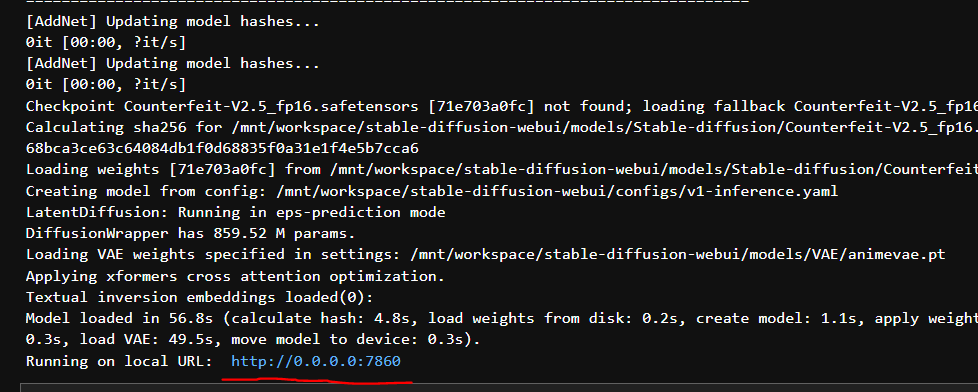 [AddNet] Updating model hashes...
0it [00:00, ?it/s]
[AddNet] Updating model hashes...
0it [00:00, ?it/s]
Checkpoint Counterfeit-V2.5_fp16.safetensors [71e703a0fc] not found; loading fallback Counterfeit-V2.5_fp16
Calculating sha256 for /mnt/workspace/stable-diffusion-webui/models/Stable-diffusion/Counterfeit-V2.5_fp16.
68bca3ce63c64084db1f0d68835f0a31e1f4e5b7cca6
Loading weights [71e703a0fc] from /mnt/workspace/stable-diffusion-webui/models/Stable-diffusion/Counterfeit
Creating model from config: /mnt/workspace/stable-diffusion-webui/configs/v1-inference.yaml
LatentDiffusion: Running in eps-prediction mode
DiffusionWrapper has 859.52 M params.
Loading VAE weights specified in settings: /mnt/workspace/stable-diffusion-webui/models/VAE/animevae.pt
Applying xformers cross attention optimization.
Textual inversion embeddings loaded(0):
Model loaded in 56.8s (calculate hash: 4.8s, load weights from disk: 0.2s, create model: 1.1s, apply weight
0.3s, load VAE: 49.5s, move model to device: 0.3s).
Running on local URL:  http://0.0.0.0:7860